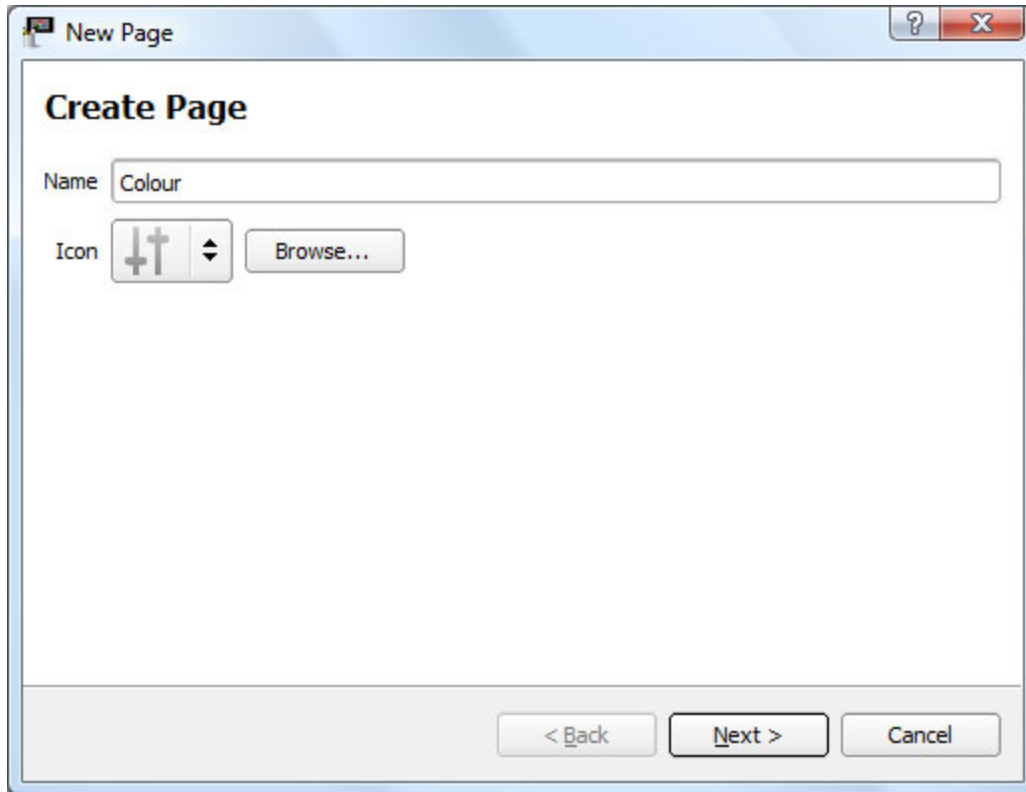 New Page
Create Page
Name Colour
Icon Browse...
< Back Next > Cancel